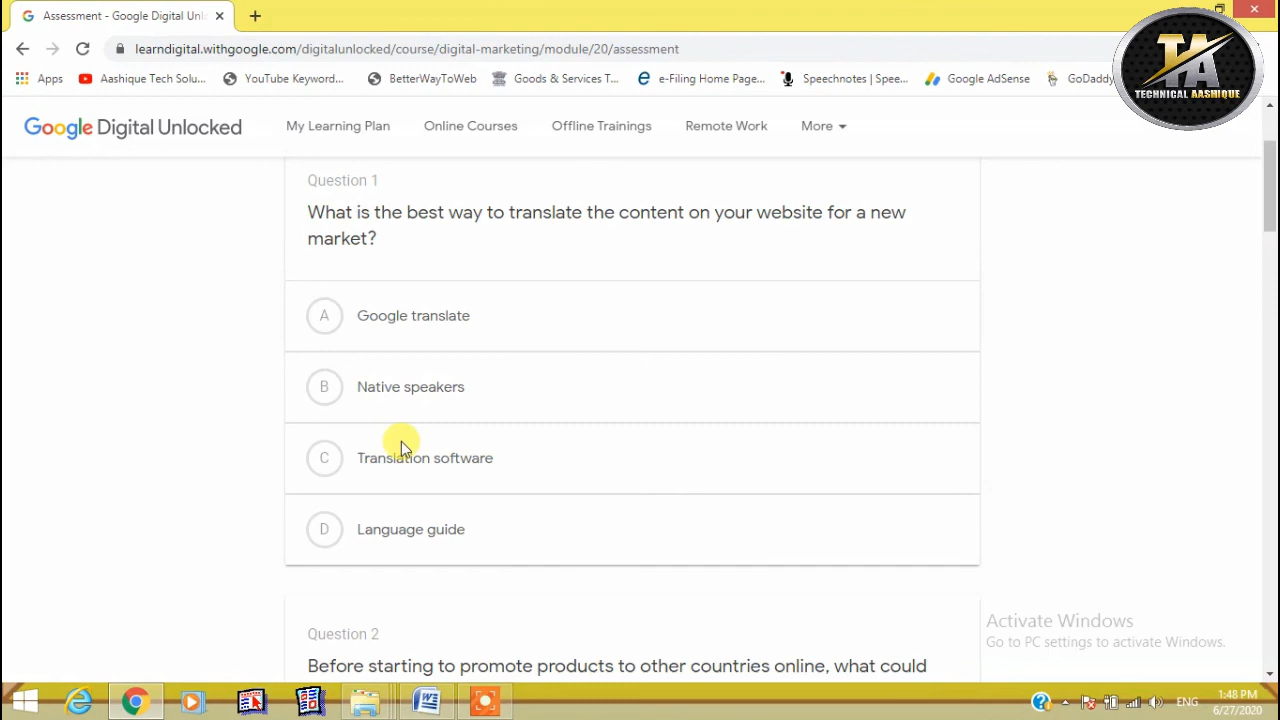 Assessment - Google Digital Unl
learndigital.withgoogle.com/digitalunlocked/course/digital-marketing/module/20/assessment
Apps
Aashique Tech Solu...
YouTube Keyword...
BetterWayToWeb
Goods & Services T...
e-Filing Home Page...
Speechnotes | Spee...
Google AdSense
GoDaddy
TA
TECHNICAL AASHIQUE
Google Digital Unlocked
My Learning Plan
Online Courses
Offline Trainings
Remote Work
More
Question 1
What is the best way to translate the content on your website for a new
market?
A Google translate
B Native speakers
C Translation software
D Language guide
Question 2
Before starting to promote products to other countries online, what could
Activate Windows
Go to PC settings to activate Windows.
ENG
1:48 PM
6/27/2020